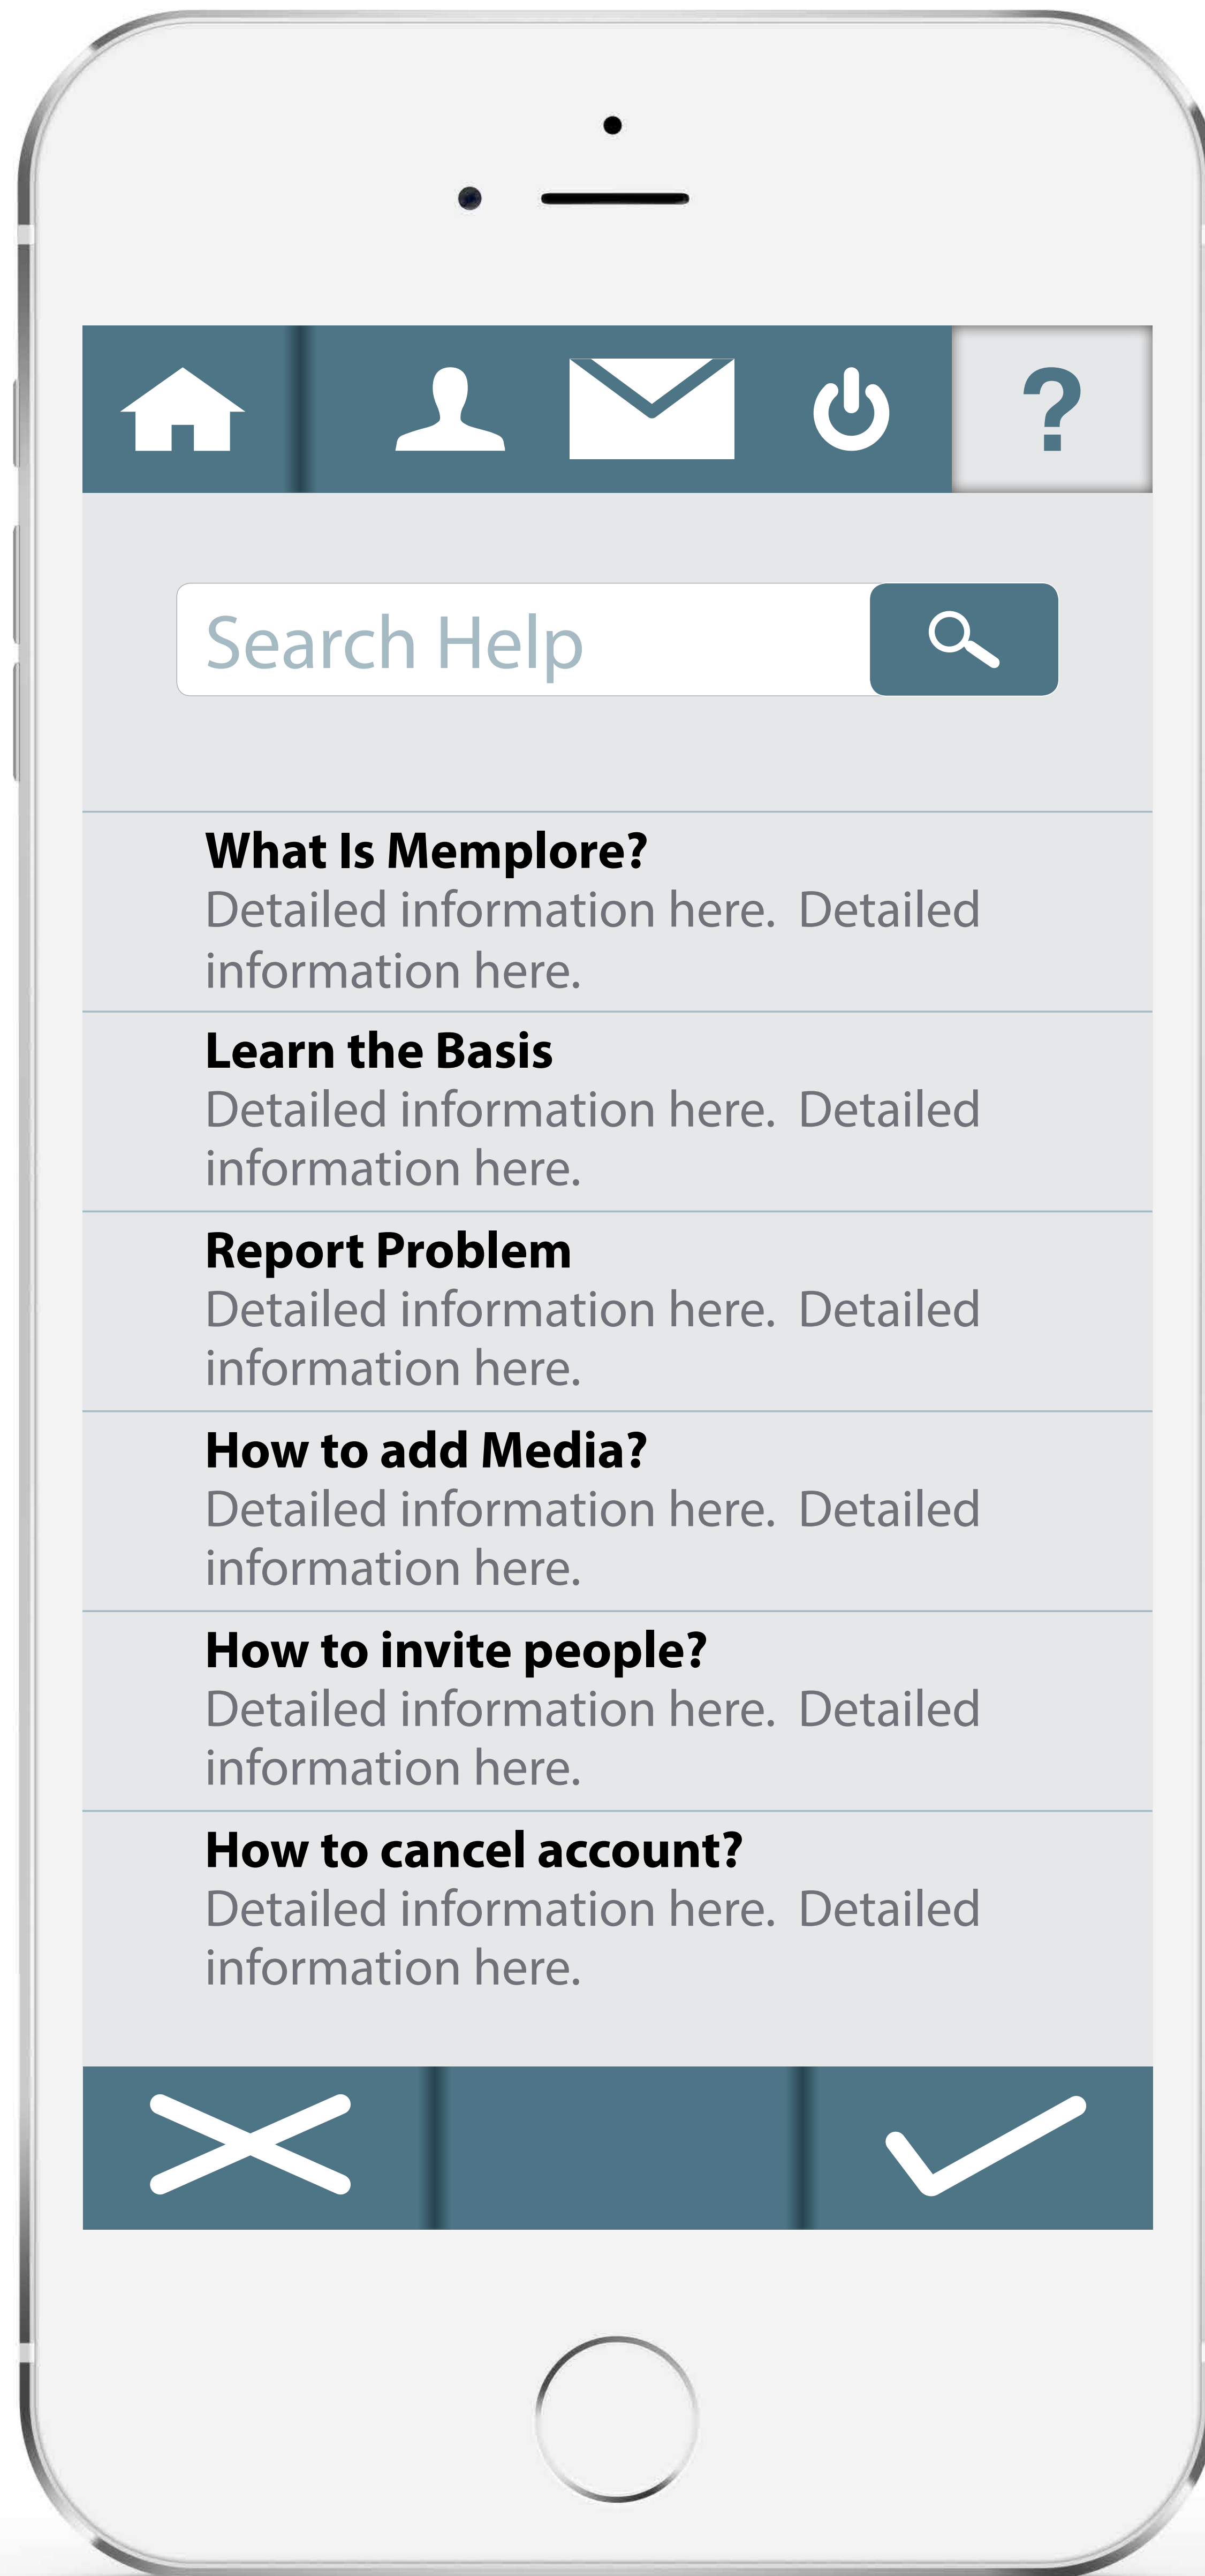 ?
Search Help
What Is Memplore?
Detailed information here.  Detailed
information here.
Learn the Basis
Detailed information here.  Detailed
information here.
Report Problem
Detailed information here.  Detailed
information here.
How to add Media?
Detailed information here.  Detailed
information here.
How to invite people?
Detailed information here.  Detailed
information here.
How to cancel account?
Detailed information here.  Detailed
information here.